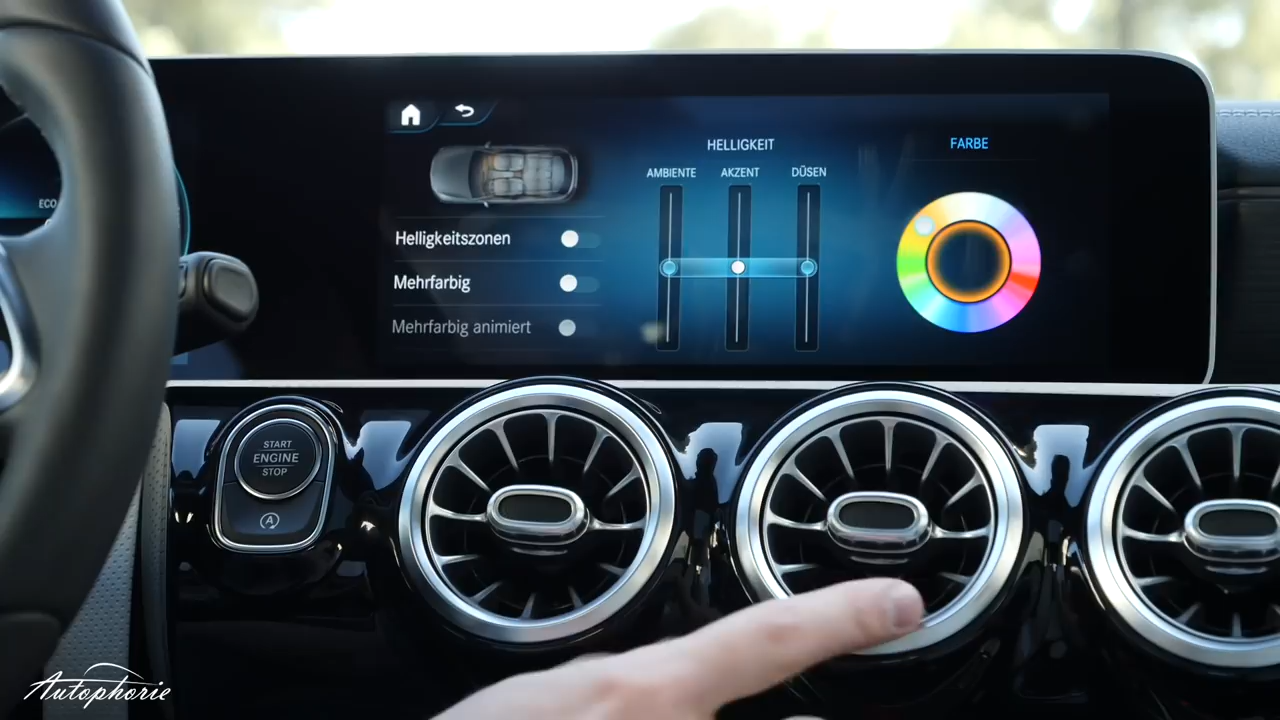 ECO
HELLIGKEIT
FARBE
AMBIENTE AKZENT DÜSEN
Helligkeitszonen
Mehrfarbig
Mehrfarbig animiert
START
ENGINE
STOP
A
Autophorie